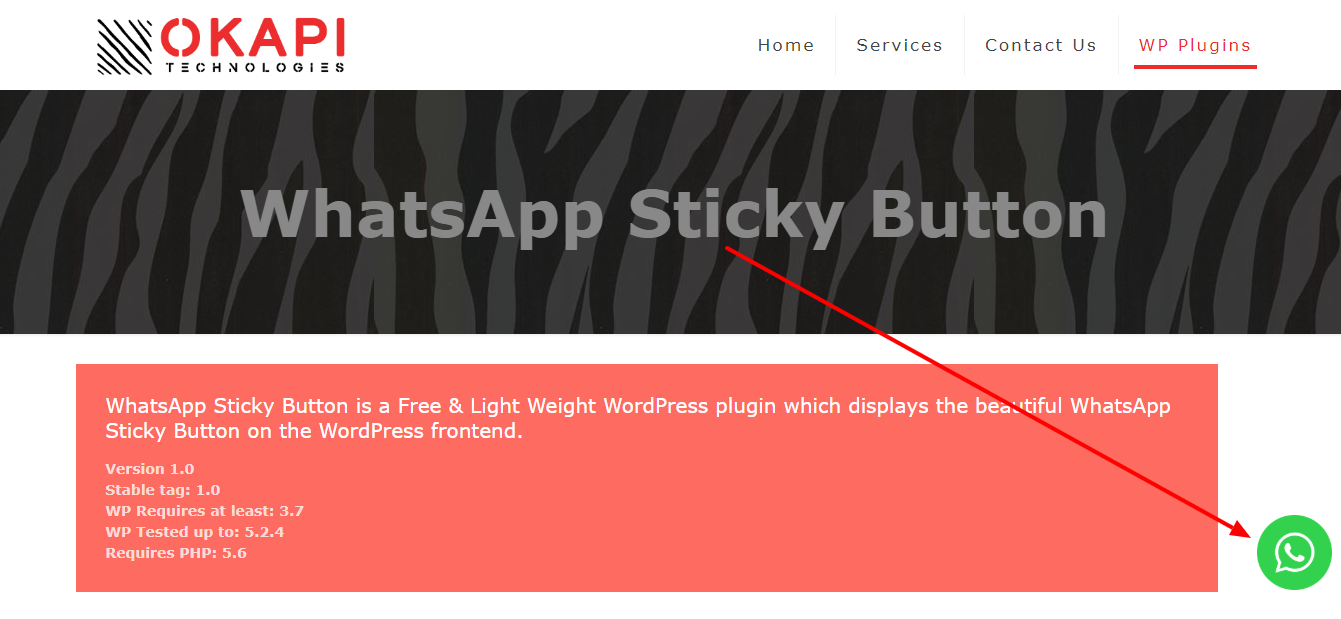 OKAPI
TECHNOLOGIES
Home Services Contact Us WP Plugins
WhatsApp Sticky Button
WhatsApp Sticky Button is a Free & Light Weight WordPress plugin which displays the beautiful WhatsApp
Sticky Button on the WordPress frontend.
Version 1.0
Stable tag: 1.0
WP Requires at least: 3.7
WP Tested up to: 5.2.4
Requires PHP: 5.6